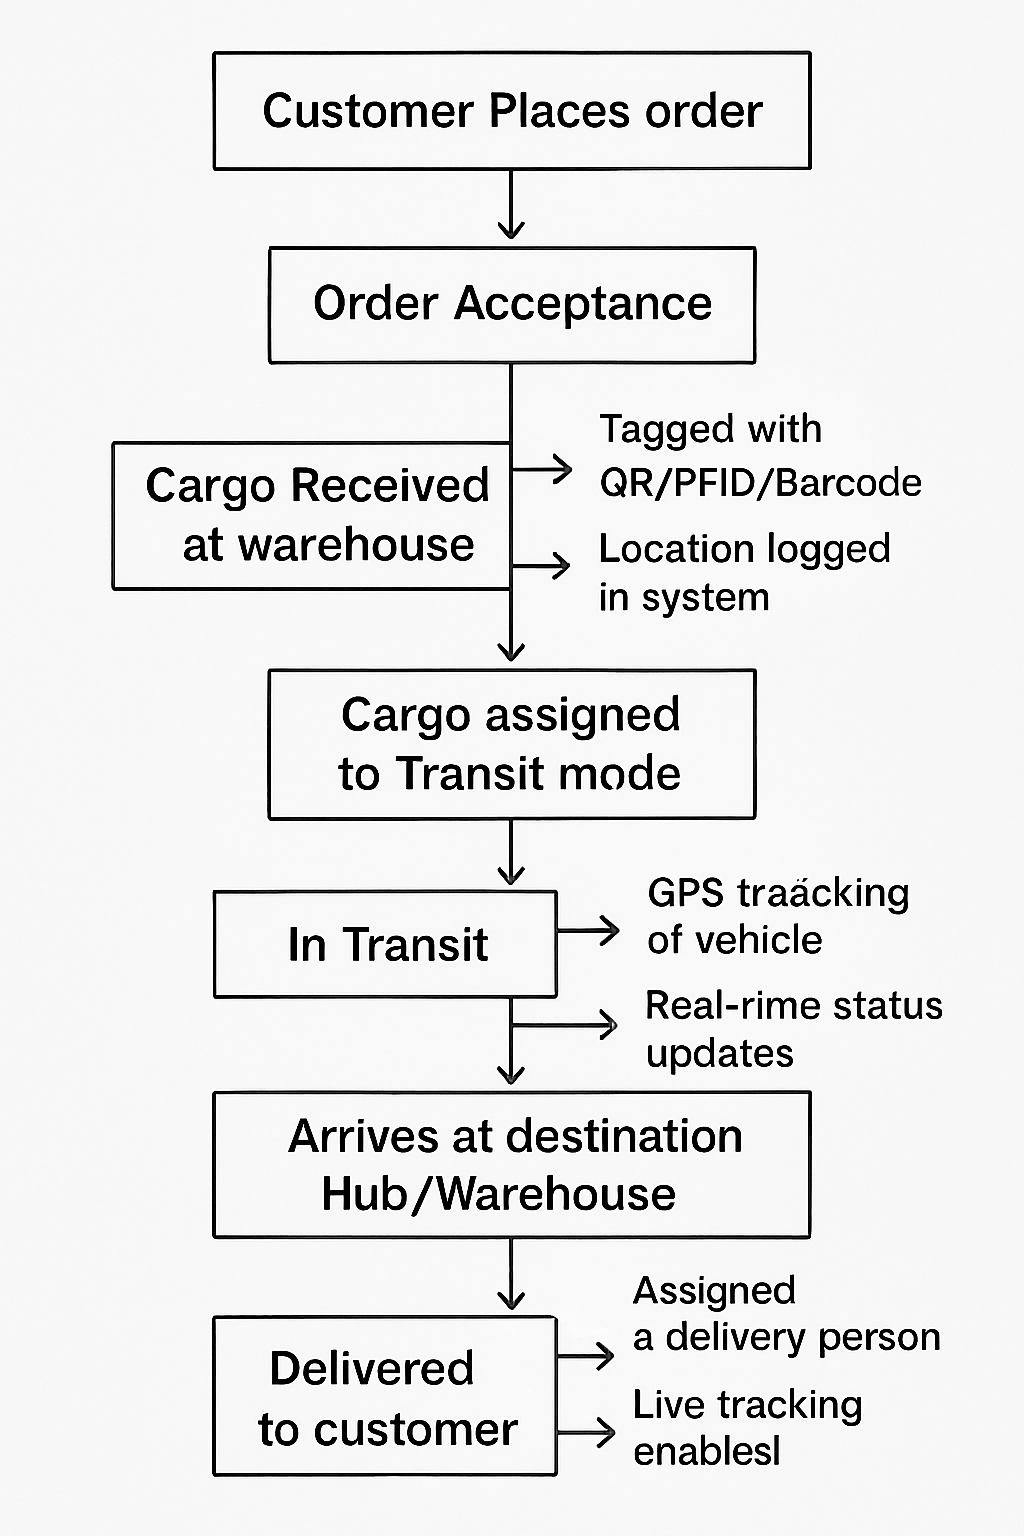 Customer Places order
Order Acceptance
Cargo Received
at warehouse
Tagged with
QR/PFID/Barcode
Location logged
in system
Cargo assigned
to Transit mode
In Transit
GPS traácking
of vehicle
Real-rime status
updates
Arrives at destination
Hub/Warehouse
Delivered
to customer
Assigned
a delivery person
Live tracking
enablesl